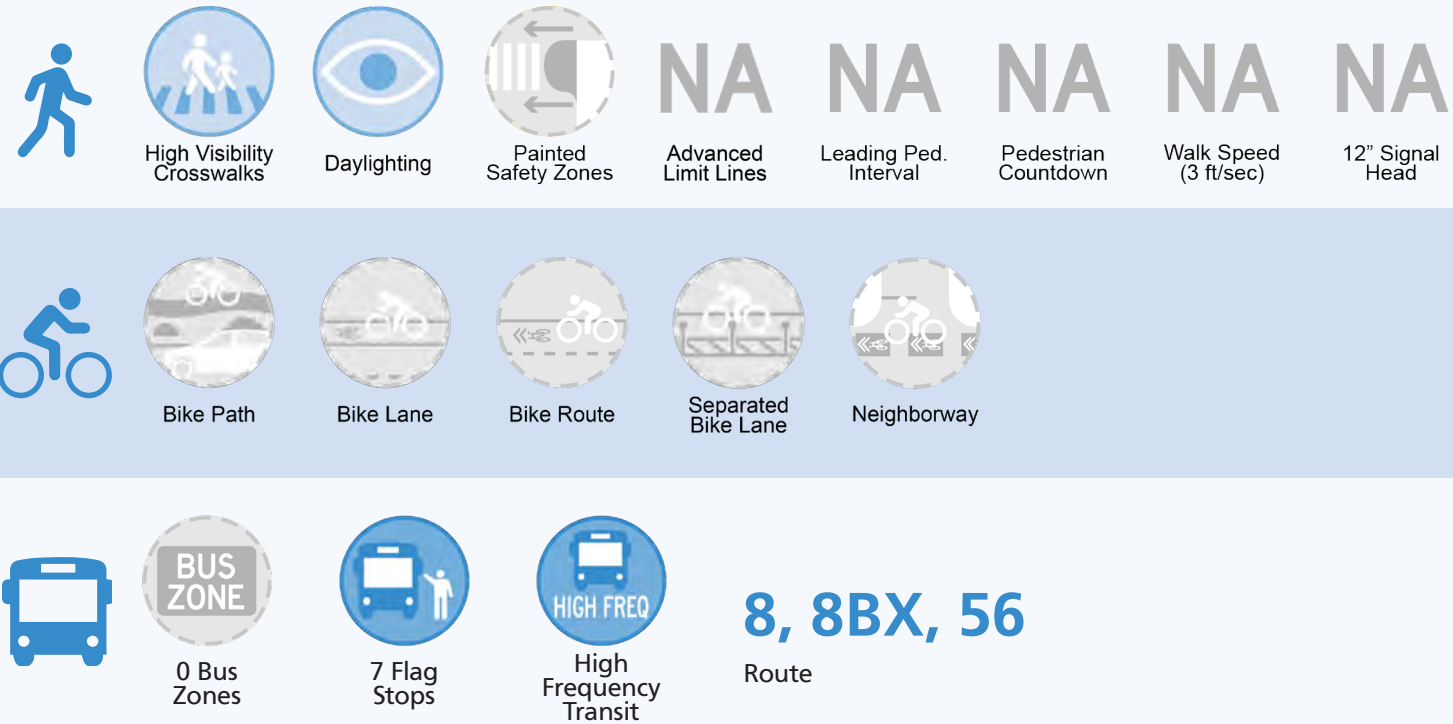 NA NA NA NA NA
High Visibility
Crosswalks
Daylighting
Painted
Safety Zones
Advanced
Limit Lines
Leading Ped.
Interval
Pedestrian
Countdown
Walk Speed
(3 ft/sec)
12” Signal
Head
Bike Path
Bike Lane
Bike Route
Separated
Bike Lane
Neighborway
BUS
ZONE
0 Bus
Zones
7 Flag
Stops
HIGH FREQ
High
Frequency
Transit
8, 8BX, 56
Route